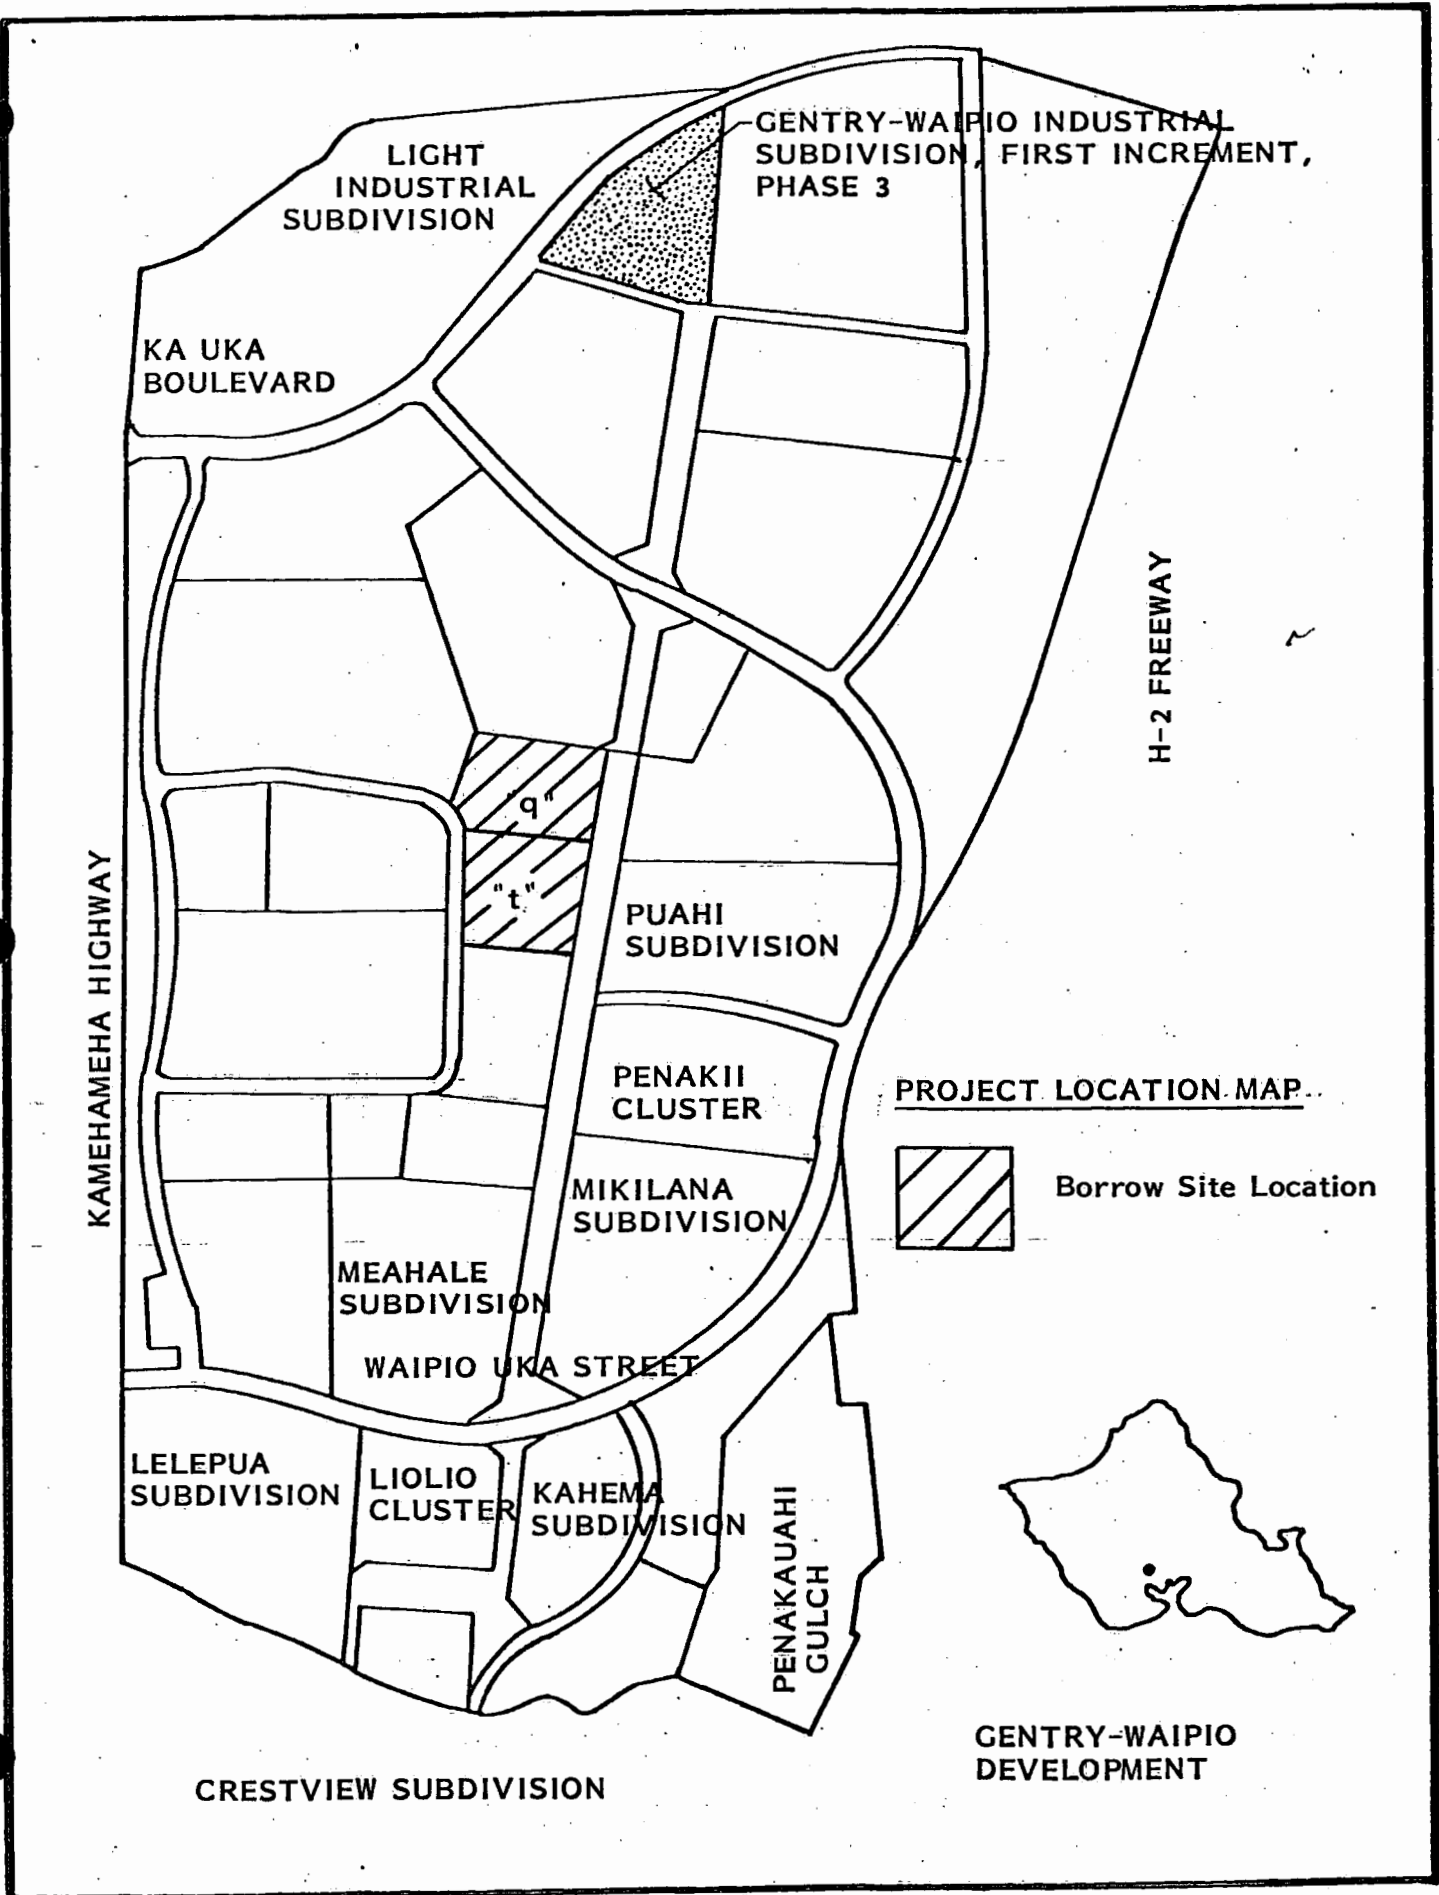 GENTRY-WAIPIO INDUSTRIAL
SUBDIVISION, FIRST INCREMENT,
PHASE 3
LIGHT
INDUSTRIAL
SUBDIVISION
KA UKA
BOULEVARD
H-2 FREEWAY
"q"
"t"
KAMEHAMEHA HIGHWAY
PUAHI
SUBDIVISION
PENAKII
CLUSTER
PROJECT LOCATION MAP
Borrow Site Location
MIKILANA
SUBDIVISION
MEAHALE
SUBDIVISION
WAIPIO UKA STREET
LELEPUA
SUBDIVISION
LIOLIO
CLUSTER
KAHEMA
SUBDIVISION
PENAKAUAHI
GULCH
GENTRY-WAIPIO
DEVELOPMENT
CRESTVIEW SUBDIVISION